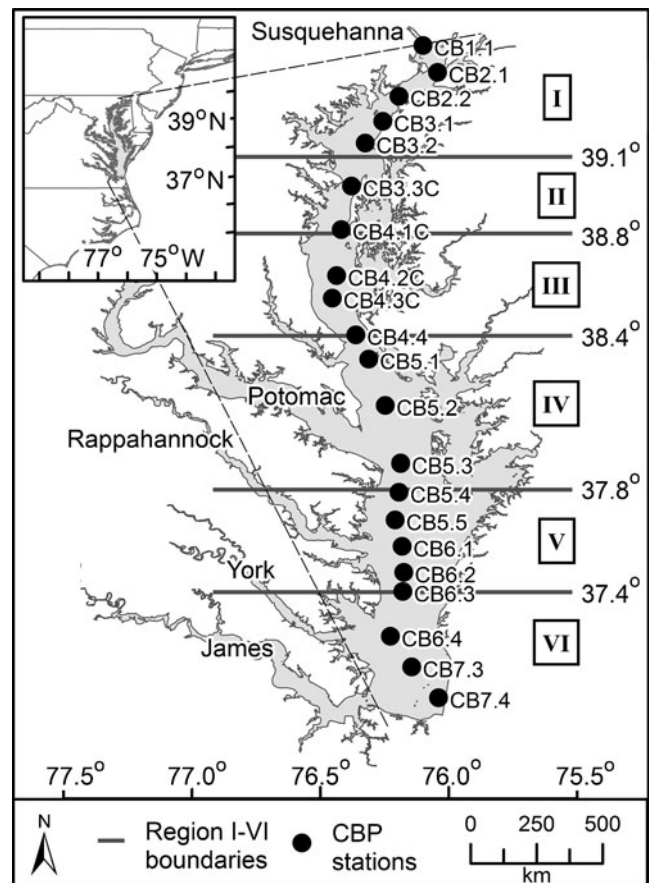 Susquehanna
CB1.1
CB2.1
CB2.2
I
39°N
CB3.1
CB3.2
39.1°
37°N
CB3.3C
II
CB4.1C
38.8°
77° 75°W
CB4.2C
III
CB4.3C
CB4.4
38.4°
CB5.1
Potomac
CB5.2
IV
Rappahannock
CB5.3
CB5.4
37.8°
CB5.5
CB6.1
V
York
CB6.2
CB6.3
37.4°
James
CB6.4
VI
CB7.3
CB7.4
77.5° 77.0° 76.5° 76.0° 75.5°
N
Region I-VI
boundaries
CBP
stations
0 250 500
km